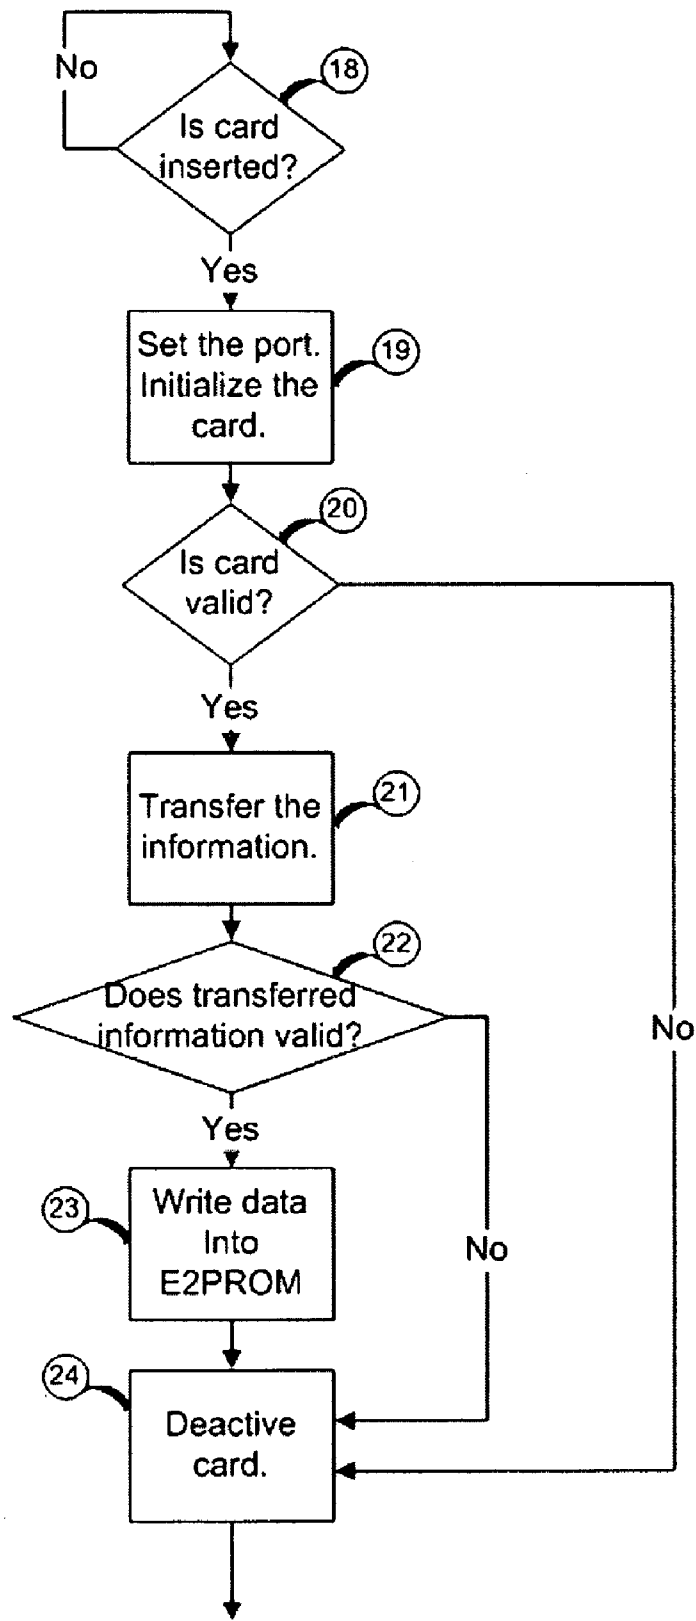 No
18
Is card
inserted?
Yes
Set the port.
Initialize the
card.
19
20
Is card
valid?
Yes
Transfer the
information.
21
22
Does transferred
information valid?
No
Yes
Write data
Into
E2PROM
23
No
24
Deactive
card.